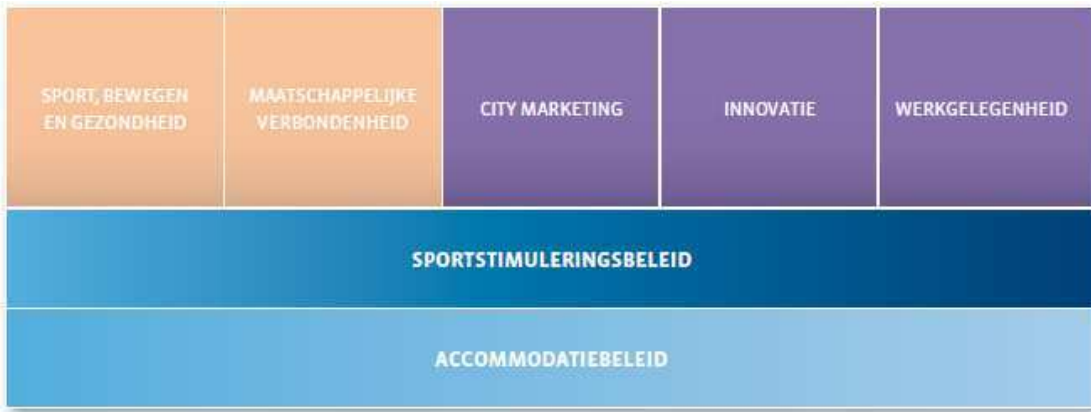 SPORT, BEWEGEN
EN GEZONDHEID
MAATSCHAPPELIJKE
VERBONDENHEID
CITY MARKETING
INNOVATIE
WERKGELEGENHEID
SPORTSTIMULERINGSBELEID
ACCOMMODATIEBELEID